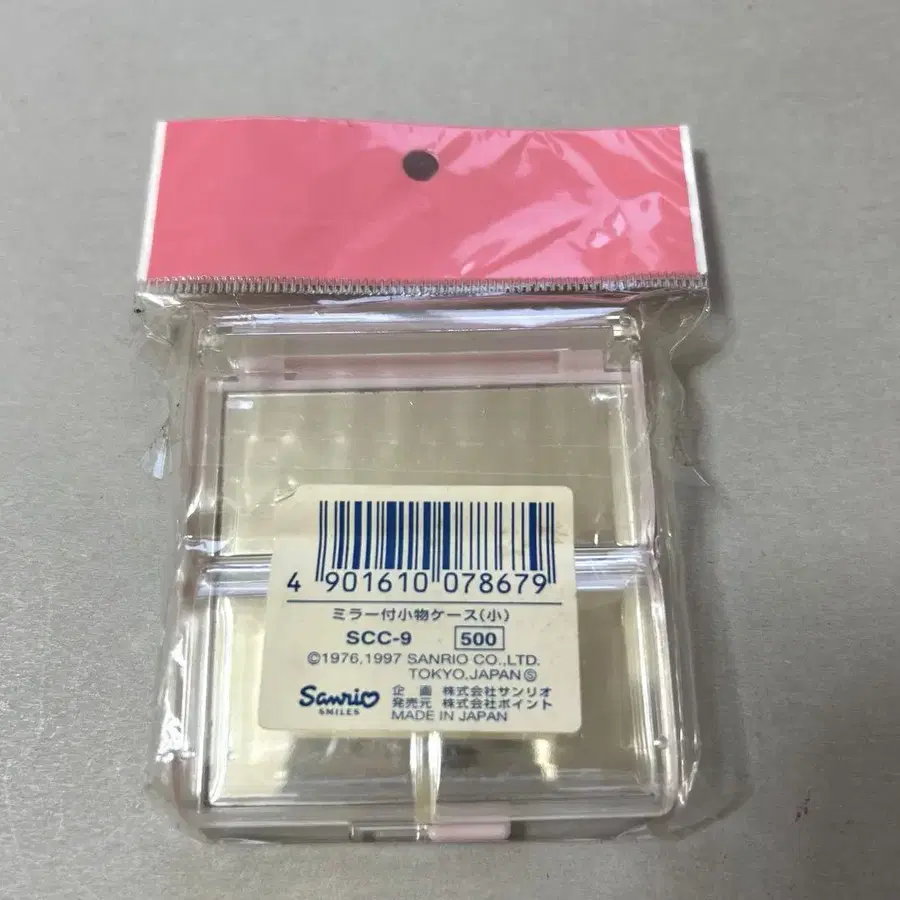 4 901610 078679
ミラー付小物ケース(小)
SCC-9 500
©1976,1997 SANRIO CO.,LTD.
TOKYO,JAPAN Ⓢ
Sanrio
SMILES
企 画 株式会社サンリオ
発売元 株式会社ポイント
MADE IN JAPAN